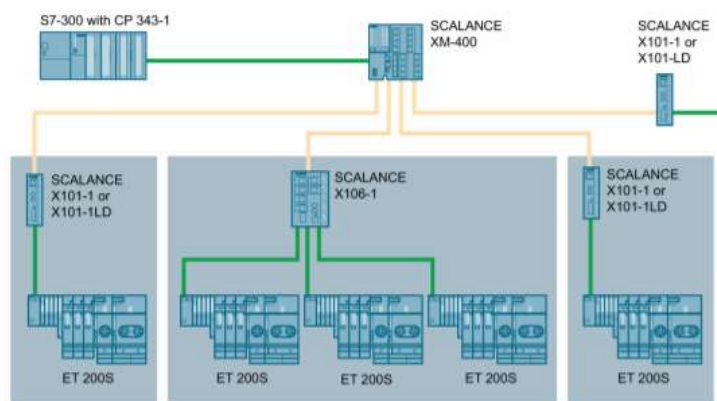 S7-300 with CP 343-1
SCALANCE
XM-400
SCALANCE
X101-1 or
X101-LD
SCALANCE
X101-1 or
X101-1LD
SCALANCE
X106-1
SCALANCE
X101-1 or
X101-1LD
ET 200S
ET 200S
ET 200S
ET 200S
ET 200S